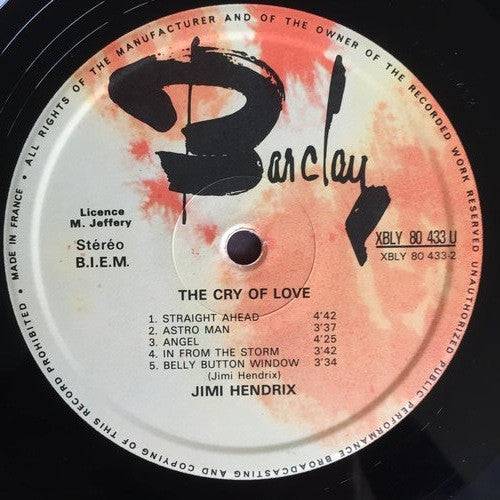 • ALL RIGHTS OF THE MANUFACTURER AND OF THE OWNER OF THE RECORDED WORK RESERVED UNAUTHORIZED PUBLIC PERFORMANCE BROADCASTING AND COPYING OF THIS RECORD PROHIBITED • MADE IN FRANCE
Barclay
Licence
M. Jeffery
Stéréo
B.I.E.M.
XBLY 80 433 U
XBLY 80 433-2
THE CRY OF LOVE
1. STRAIGHT AHEAD 4'42
2. ASTRO MAN 3'37
3. ANGEL 4'25
4. IN FROM THE STORM 3'42
5. BELLY BUTTON WINDOW 3'34
(Jimi Hendrix)
JIMI HENDRIX